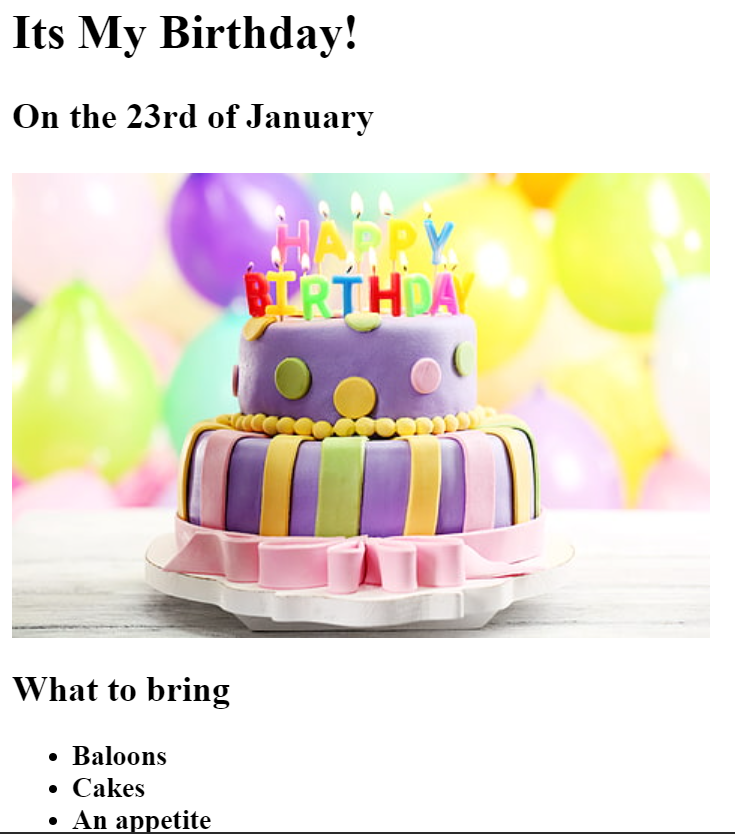 Its My Birthday!
On the 23rd of January
HAPPY
BIRTHDAY
What to bring
• Baloons
• Cakes
• An appetite